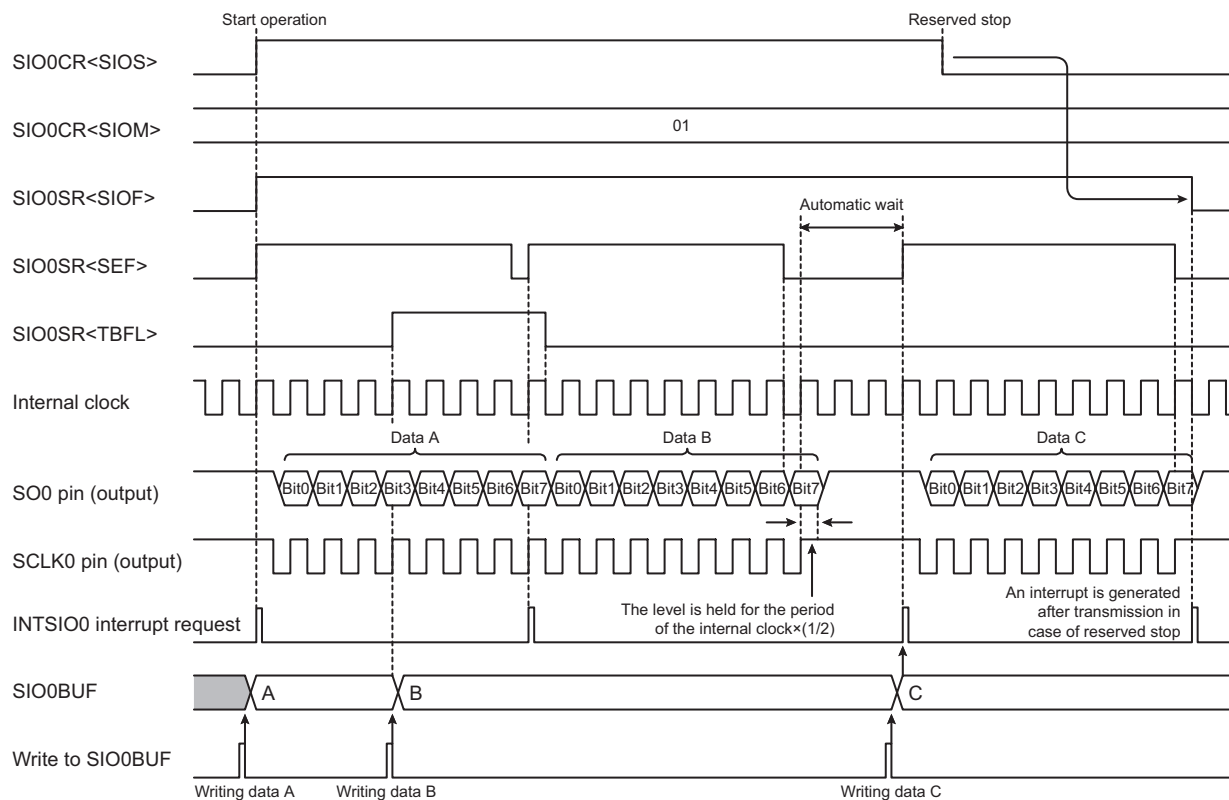 Start operation
Reserved stop
SIO0CR<SIOS>
SIO0CR<SIOM>
01
SIO0SR<SIOF>
Automatic wait
SIO0SR<SEF>
SIO0SR<TBFL>
Internal clock
Data A
Data B
Data C
SO0 pin (output)
Bit0 Bit1 Bit2 Bit3 Bit4 Bit5 Bit6 Bit7 Bit0 Bit1 Bit2 Bit3 Bit4 Bit5 Bit6 Bit7 Bit0 Bit1 Bit2 Bit3 Bit4 Bit5 Bit6 Bit7
SCLK0 pin (output)
The level is held for the period
of the internal clock×(1/2)
An interrupt is generated
after transmission in
case of reserved stop
INTSIO0 interrupt request
SIO0BUF
A
B
C
Write to SIO0BUF
Writing data A
Writing data B
Writing data C